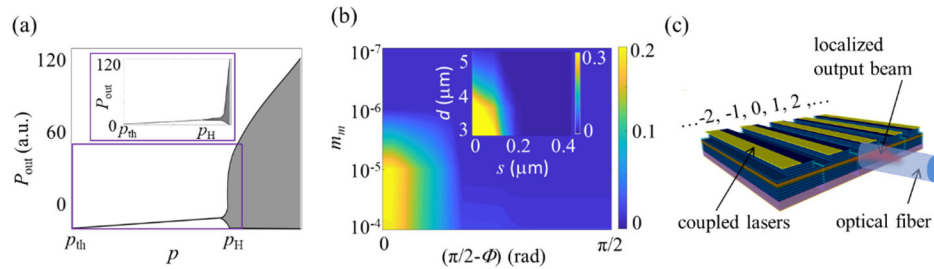 (a)
120
60
0
P_out (a.u.)
p_th
p
p_H
120
0
P_out
p_th
p_H
(b)
m_m
10^-7
10^-6
10^-5
10^-4
0
π/2
(π/2-Φ) (rad)
5
4
3
d (μm)
0
0.2
0.4
s (μm)
0.3
0
0.2
0.1
0
(c)
localized
output beam
…-2, -1, 0, 1, 2 ,…
coupled lasers
optical fiber